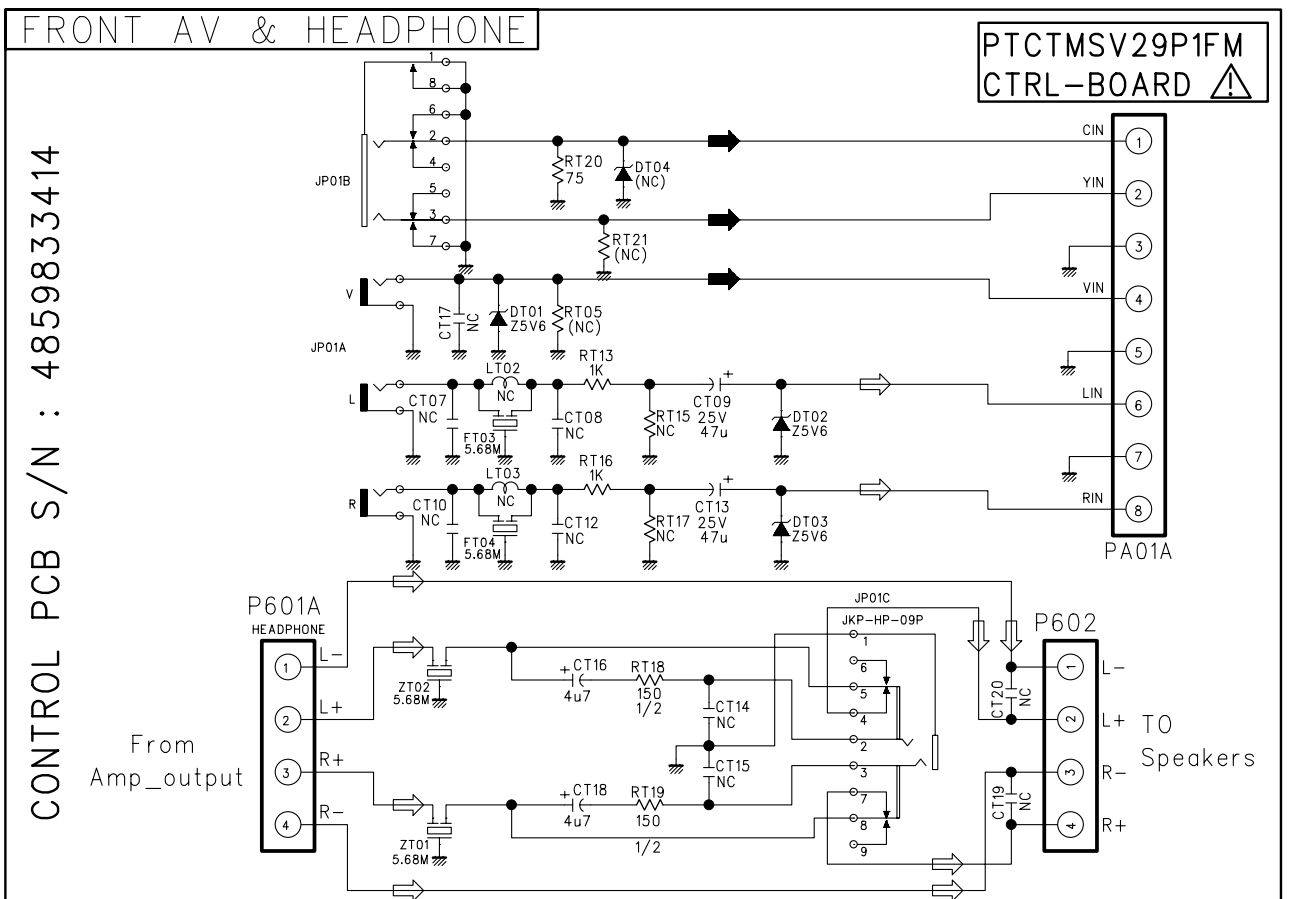 FRONT AV & HEADPHONE
PTCTMSV29P1FM
CTRL-BOARD
CONTROL PCB S/N : 4859833414
JP01B
1
8
6
2
4
5
3
7
RT20
75
DT04
(NC)
RT21
(NC)
CIN
1
YIN
2
3
VIN
4
5
LIN
6
7
RIN
8
PA01A
V
JP01A
CT17
NC
DT01
Z5V6
RT05
(NC)
L
CT07
NC
LT02
NC
FT03
5.68M
CT08
NC
RT13
1K
RT15
NC
CT09
25V
47u
+
DT02
Z5V6
R
CT10
NC
LT03
NC
FT04
5.68M
CT12
NC
RT16
1K
RT17
NC
CT13
25V
47u
+
DT03
Z5V6
P601A
HEADPHONE
1
L-
2
L+
3
R+
4
R-
From
Amp_output
ZT02
5.68M
ZT01
5.68M
+
CT16
4u7
RT18
150
1/2
CT14
NC
CT15
NC
+
CT18
4u7
RT19
150
1/2
JP01C
JKP-HP-09P
1
6
5
4
2
3
7
8
9
P602
1
L-
CT20
NC
2
L+
3
R-
CT19
NC
4
R+
TO
Speakers